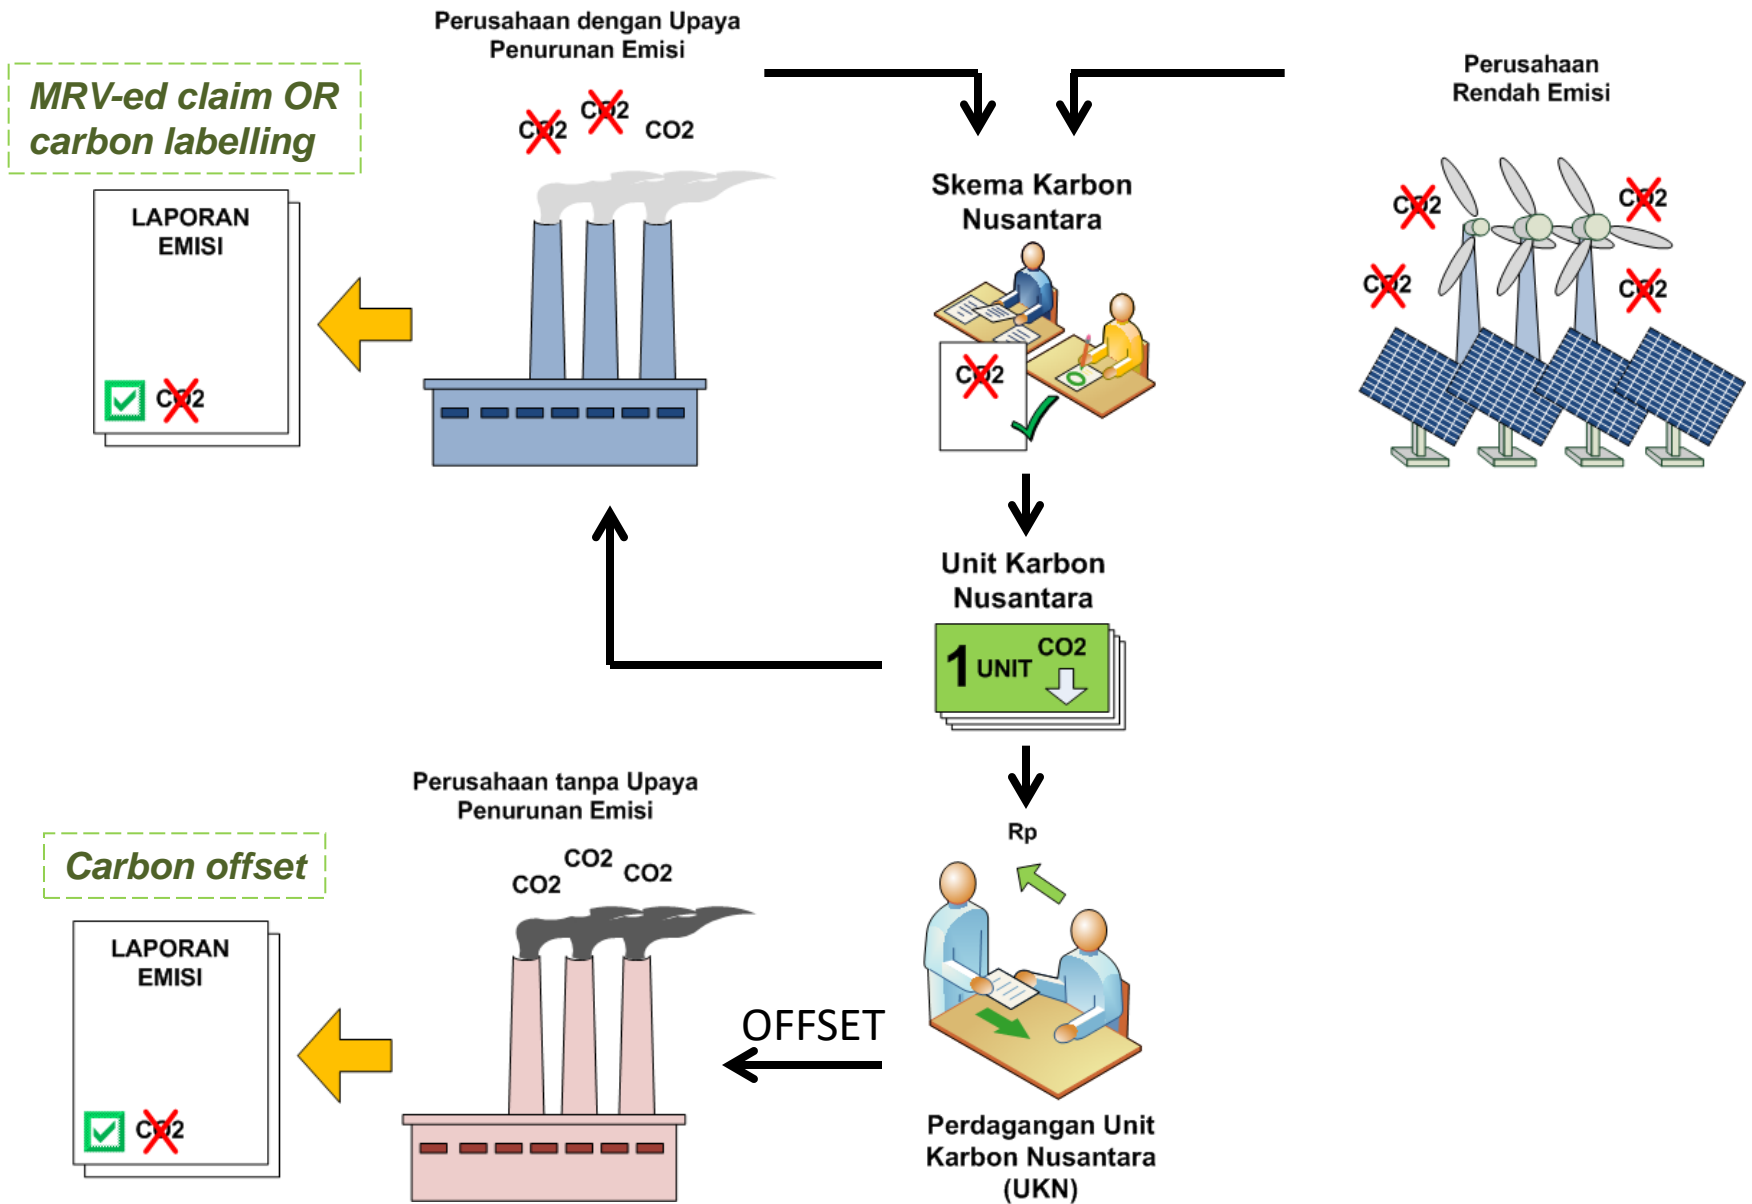 Perusahaan dengan Upaya
Penurunan Emisi
MRV-ed claim OR
carbon labelling
CO2
CO2
CO2
LAPORAN
EMISI
CO2
Perusahaan
Rendah Emisi
CO2
CO2
CO2
CO2
Skema Karbon
Nusantara
CO2
Unit Karbon
Nusantara
1 UNIT
CO2
Perusahaan tanpa Upaya
Penurunan Emisi
Carbon offset
CO2
CO2
CO2
LAPORAN
EMISI
CO2
Rp
OFFSET
Perdagangan Unit
Karbon Nusantara
(UKN)